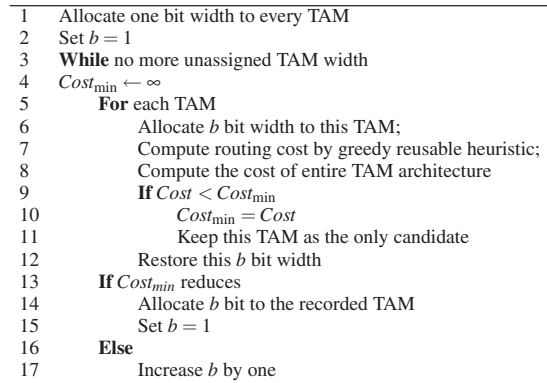 1 Allocate one bit width to every TAM
2 Set b = 1
3 While no more unassigned TAM width
4 Cost_min ← ∞
5 For each TAM
6 Allocate b bit width to this TAM;
7 Compute routing cost by greedy reusable heuristic;
8 Compute the cost of entire TAM architecture
9 If Cost < Cost_min
10 Cost_min = Cost
11 Keep this TAM as the only candidate
12 Restore this b bit width
13 If Cost_min reduces
14 Allocate b bit to the recorded TAM
15 Set b = 1
16 Else
17 Increase b by one